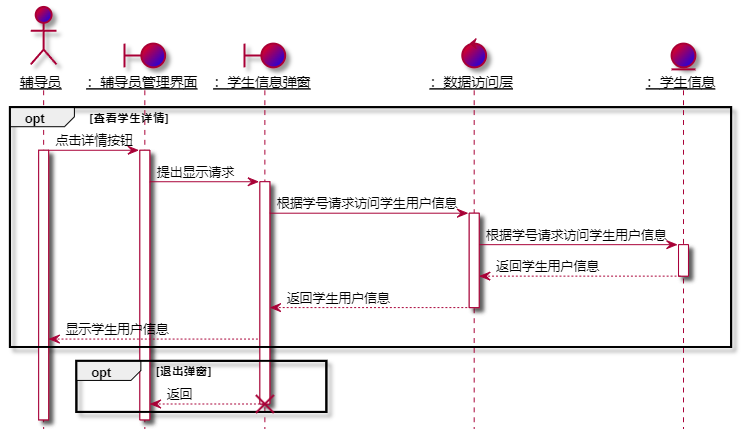 辅导员
: 辅导员管理界面
: 学生信息弹窗
: 数据访问层
: 学生信息
opt [查看学生详情]
点击详情按钮
提出显示请求
根据学号请求访问学生用户信息
根据学号请求访问学生用户信息
返回学生用户信息
返回学生用户信息
显示学生用户信息
opt [退出弹窗]
返回